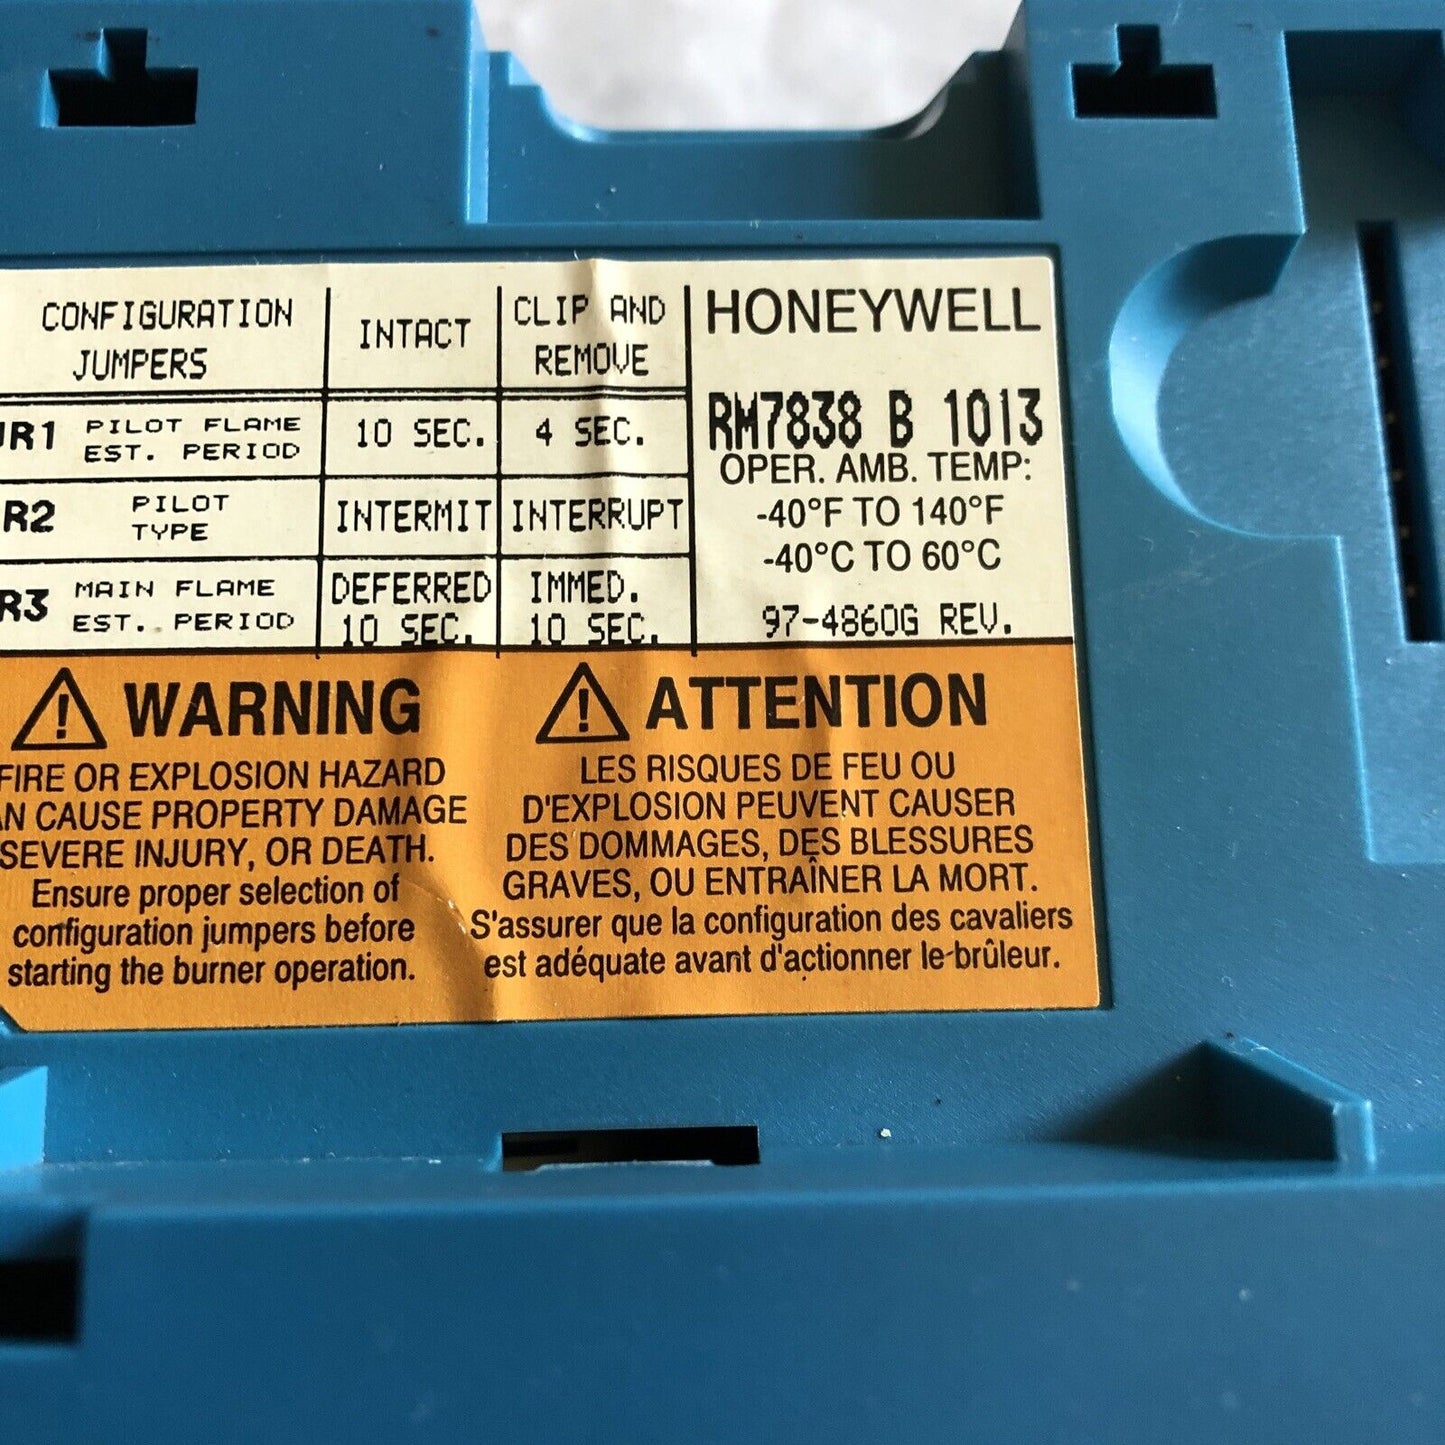 CONFIGURATION
JUMPERS
INTACT
CLIP AND
REMOVE
JR1 PILOT FLAME
EST. PERIOD
10 SEC.
4 SEC.
R2 PILOT
TYPE
INTERMIT
INTERRUPT
R3 MAIN FLAME
EST. PERIOD
DEFERRED
10 SEC.
IMMED.
10 SEC.
HONEYWELL
RM7838 B 1013
OPER. AMB. TEMP:
-40°F TO 140°F
-40°C TO 60°C
97-4860G REV.
WARNING
FIRE OR EXPLOSION HAZARD
AN CAUSE PROPERTY DAMAGE
SEVERE INJURY, OR DEATH.
Ensure proper selection of
configuration jumpers before
starting the burner operation.
ATTENTION
LES RISQUES DE FEU OU
D'EXPLOSION PEUVENT CAUSER
DES DOMMAGES, DES BLESSURES
GRAVES, OU ENTRAÎNER LA MORT.
S'assurer que la configuration des cavaliers
est adéquate avant d'actionner le-brûleur.